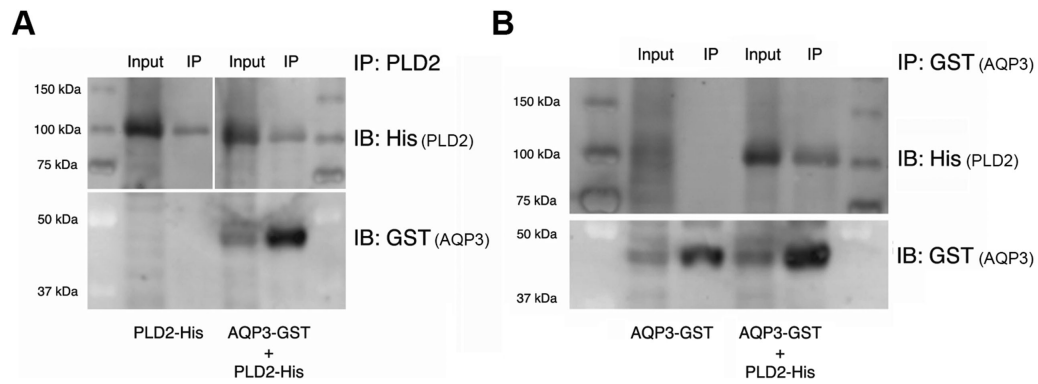 A
Input IP Input IP
IP: PLD2
150 kDa
100 kDa
75 kDa
IB: His (PLD2)
50 kDa
37 kDa
IB: GST (AQP3)
PLD2-His
AQP3-GST
+
PLD2-His
B
Input IP Input IP
IP: GST (AQP3)
150 kDa
100 kDa
75 kDa
IB: His (PLD2)
50 kDa
37 kDa
IB: GST (AQP3)
AQP3-GST
AQP3-GST
+
PLD2-His